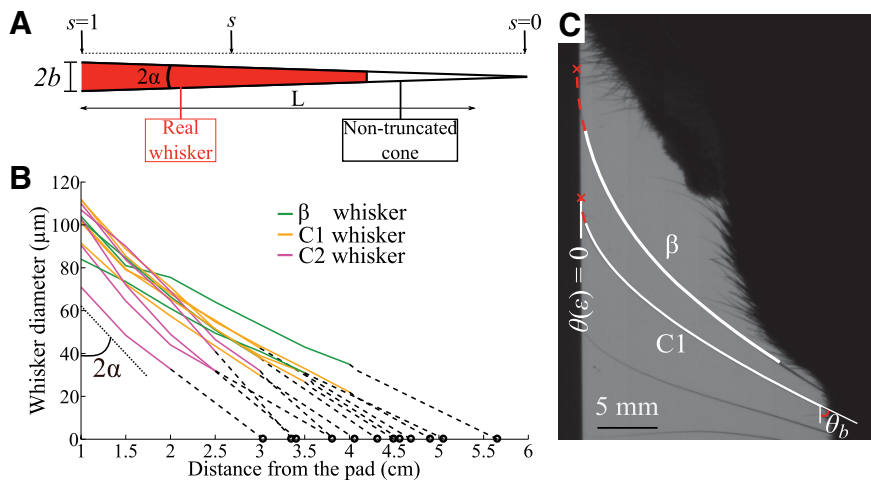 A
s=1
s
s=0
2b
2α
L
Real
whisker
Non-truncated
cone
B
Whisker diameter (μm)
120
100
80
60
40
20
0
β whisker
C1 whisker
C2 whisker
2α
1 1.5 2 2.5 3 3.5 4 4.5 5 5.5 6
Distance from the pad (cm)
C
θ(ε) = 0
β
C1
5 mm
θb